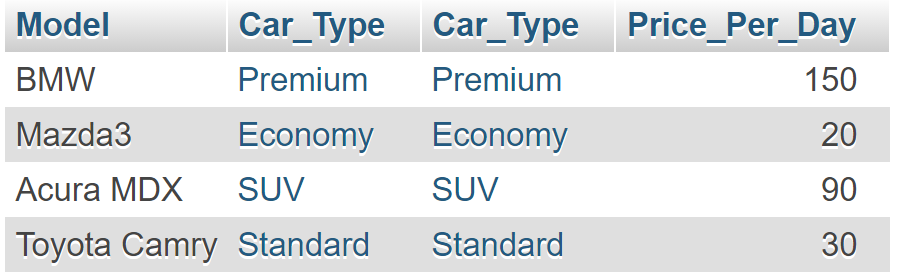 Model Car_Type Car_Type Price_Per_Day
BMW Premium Premium 150
Mazda3 Economy Economy 20
Acura MDX SUV SUV 90
Toyota Camry Standard Standard 30